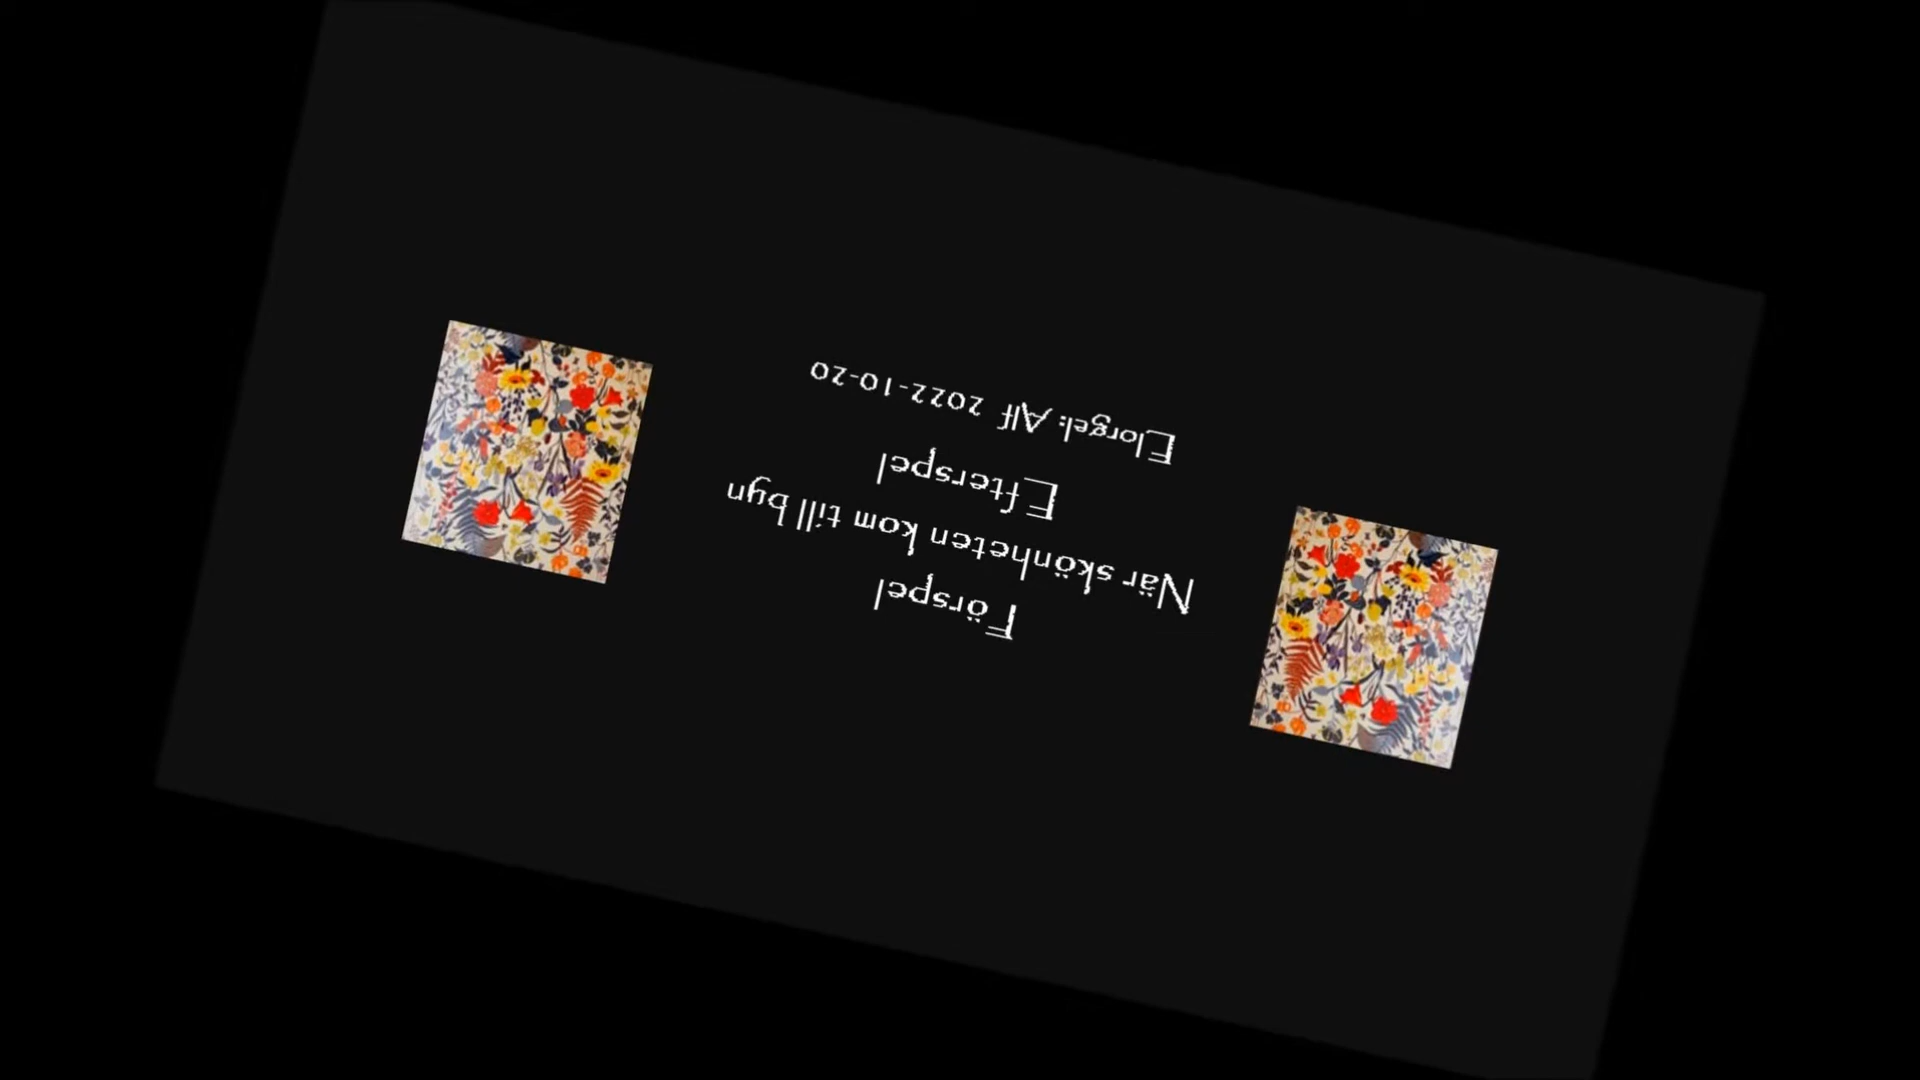 Förspel
När skönheten kom till byn
Efterspel
Elorgel: Alf 2022-10-20